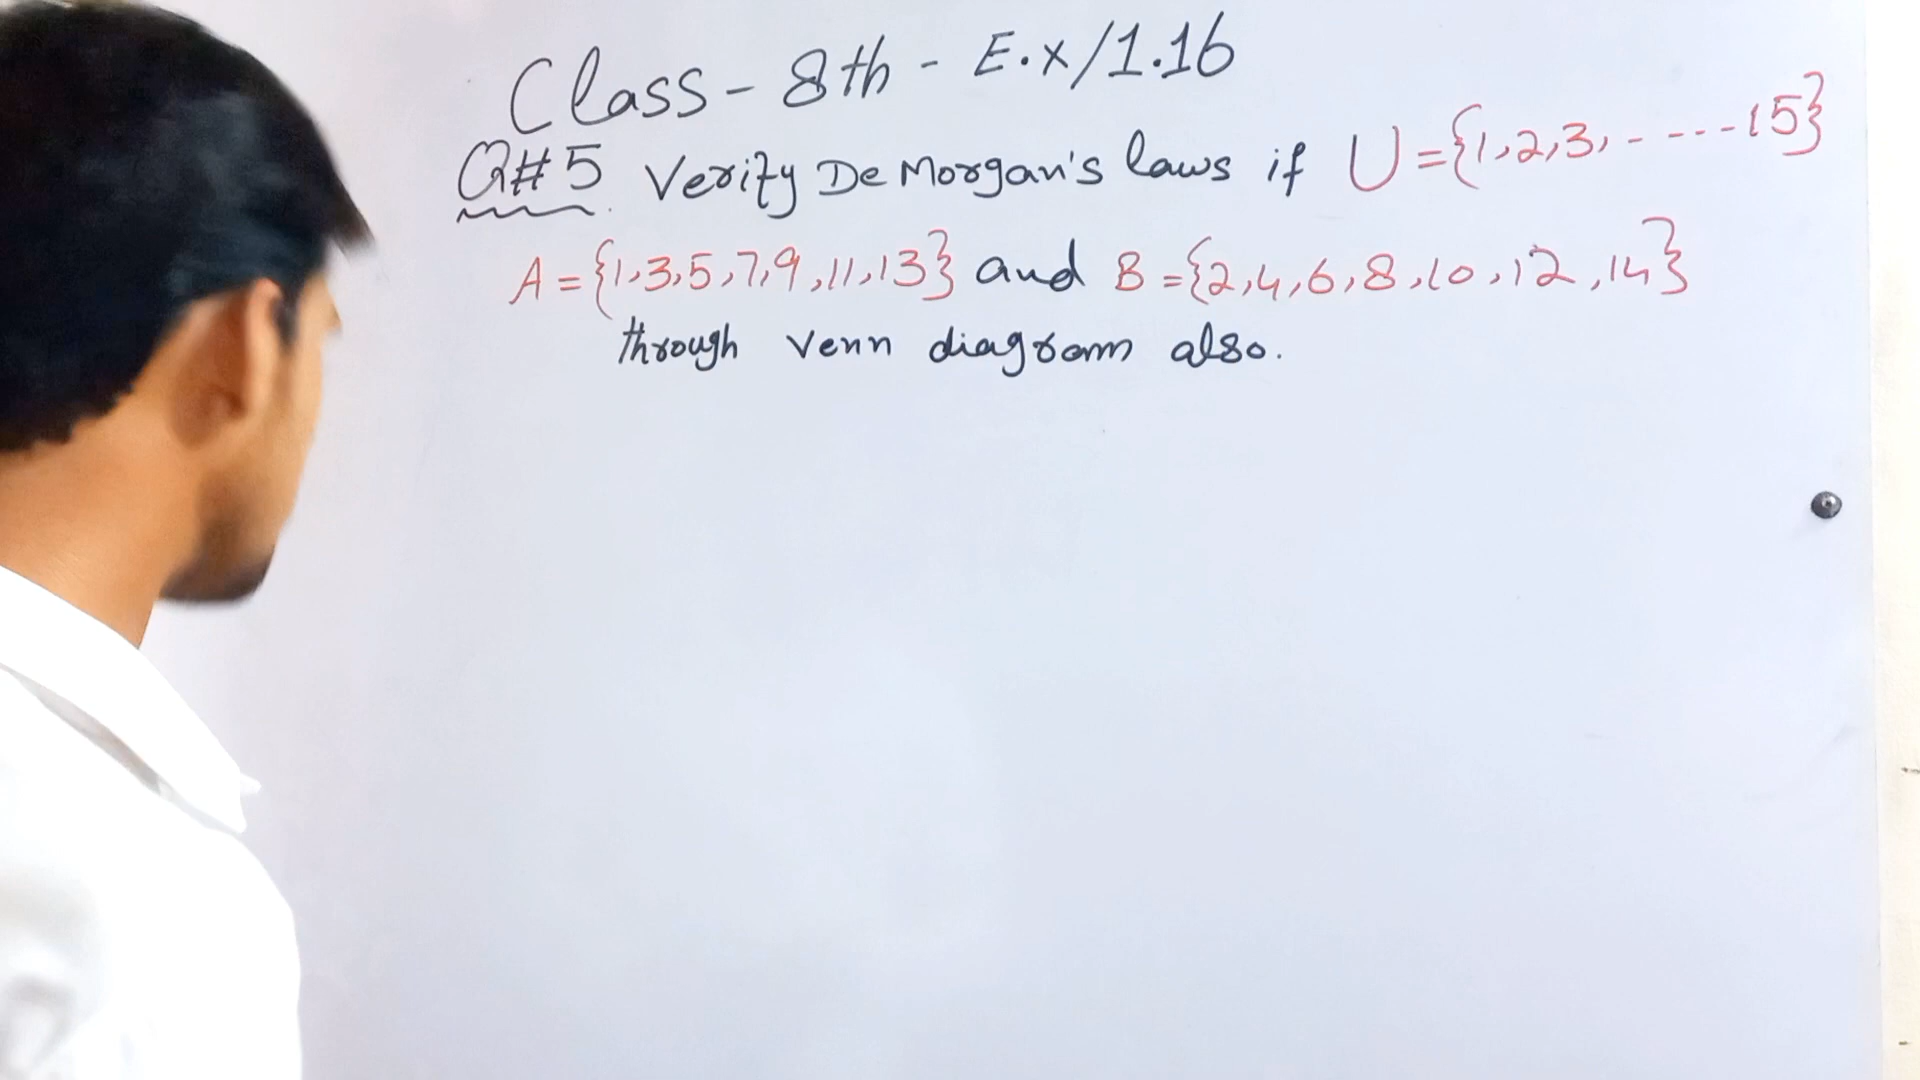 Class - 8th - E.x/1.16
Q#5 Verify De Morgan's laws if U={1,2,3,-----15}
A={1,3,5,7,9,11,13} and B={2,4,6,8,10,12,14}
through venn diagram also.